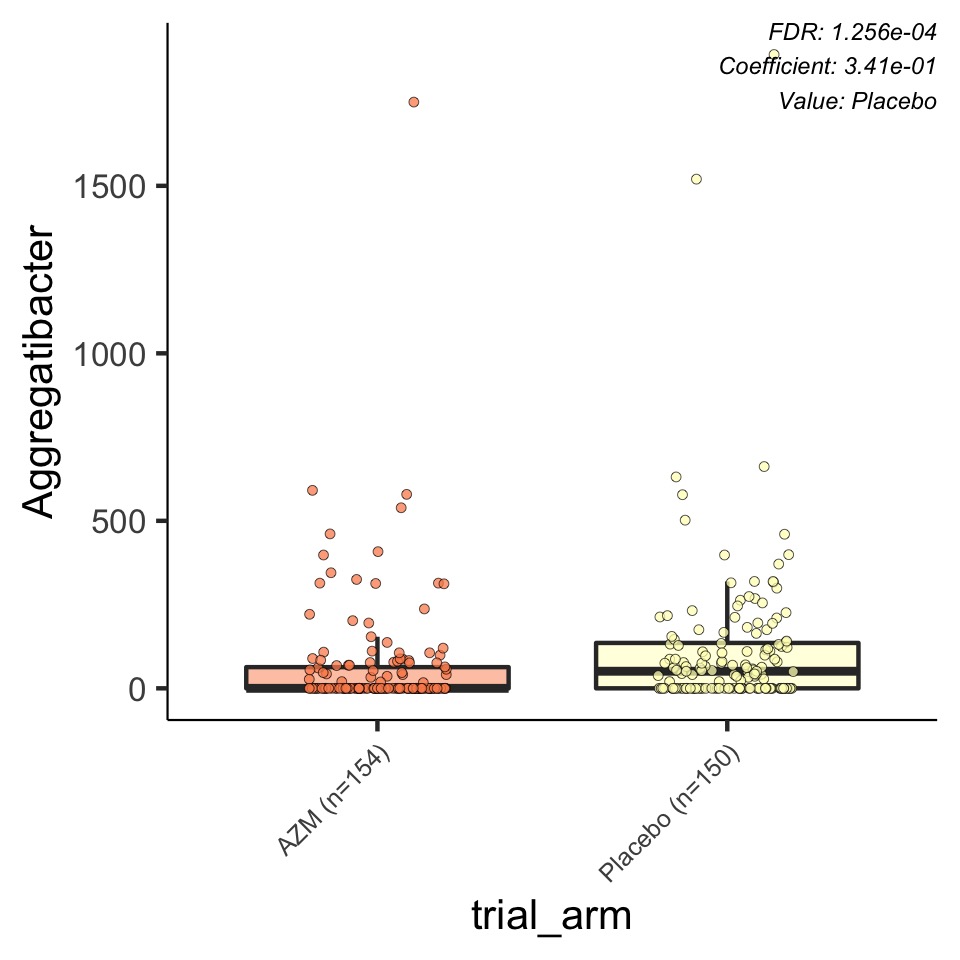 FDR: 1.256e-04
Coefficient: 3.41e-01
Value: Placebo
1500
1000
500
0
Aggregatibacter
AZM (n=154)
Placebo (n=150)
trial_arm